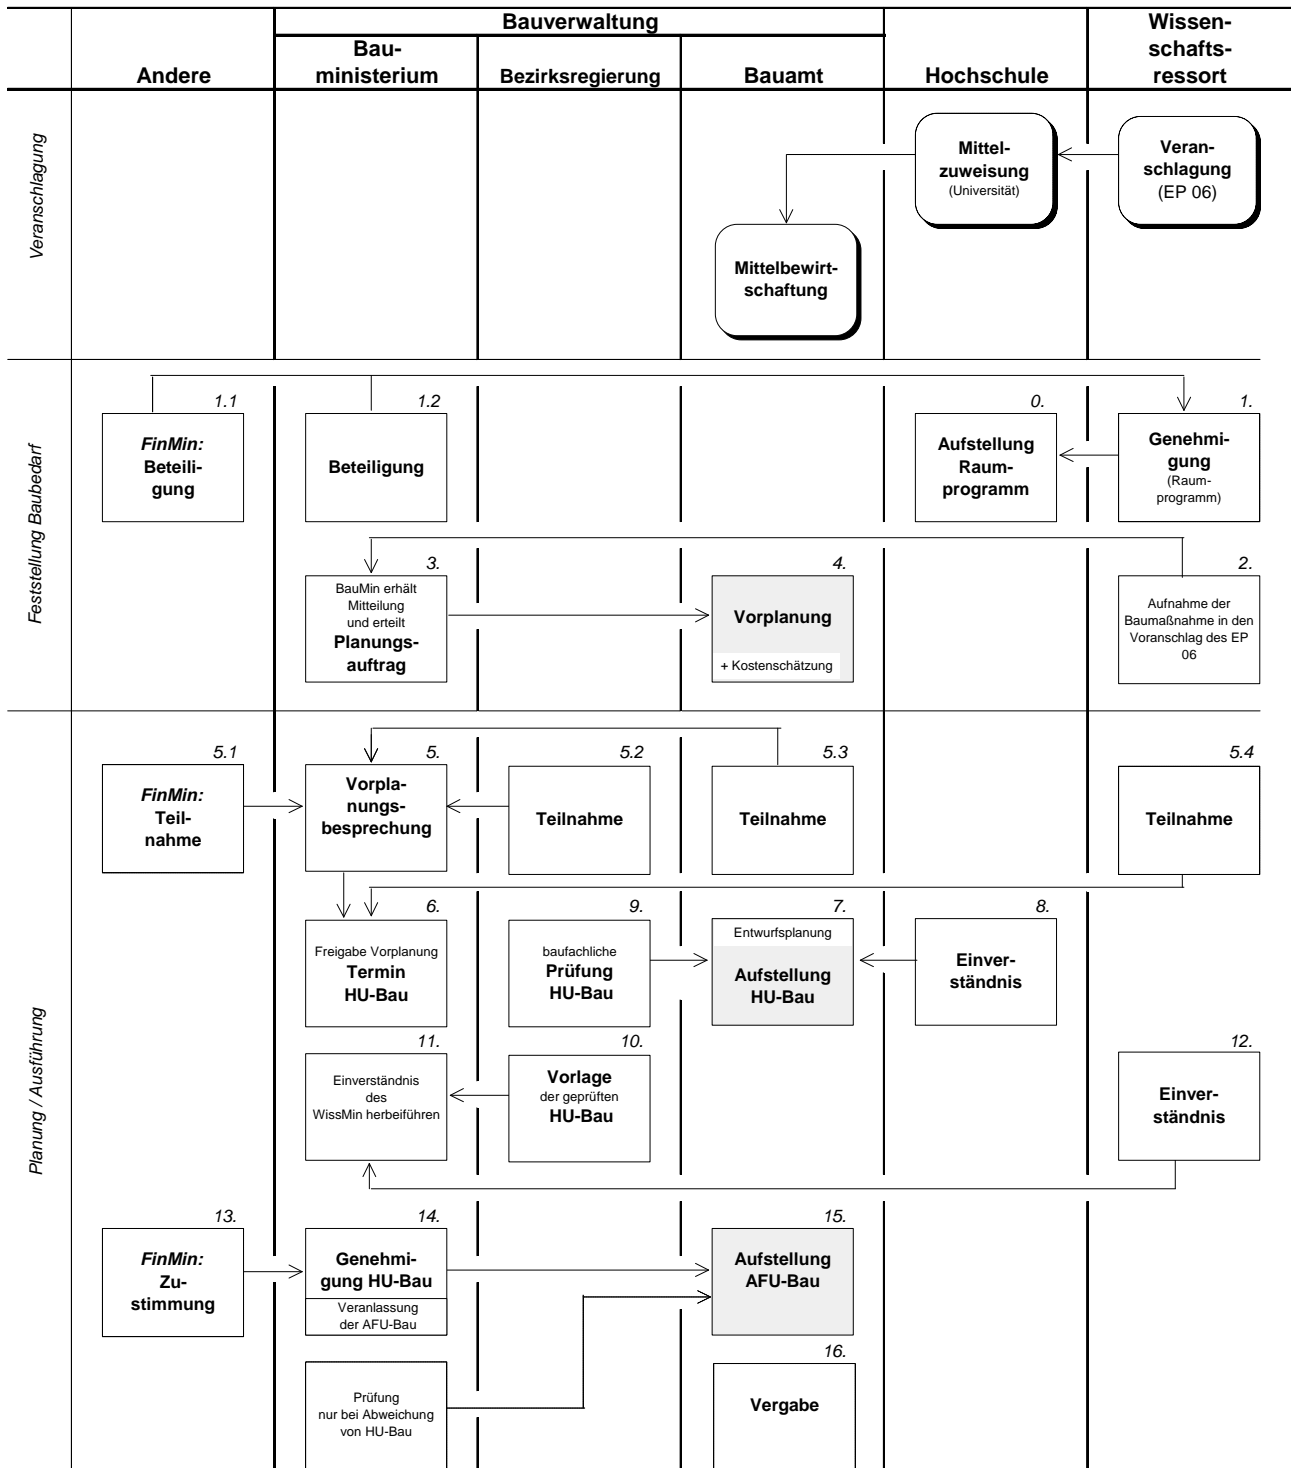 Bauverwaltung
Wissen-
schafts-
ressort
Andere
Bau-
ministerium
Bezirksregierung
Bauamt
Hochschule
Veranschlagung
Mittel-
zuweisung
(Universität)
Veran-
schlagung
(EP 06)
Mittelbewirt-
schaftung
Feststellung Baubedarf
1.1
FinMin:
Beteili-
gung
1.2
Beteiligung
0.
Aufstellung
Raum-
programm
1.
Genehmi-
gung
(Raum-
programm)
3.
BauMin erhält
Mitteilung
und erteilt
Planungs-
auftrag
4.
Vorplanung
+ Kostenschätzung
2.
Aufnahme der
Baumaßnahme in den
Voranschlag des EP
06
Planung / Ausführung
5.1
FinMin:
Teil-
nahme
5.
Vorpla-
nungs-
besprechung
5.2
Teilnahme
5.3
Teilnahme
5.4
Teilnahme
6.
Freigabe Vorplanung
Termin
HU-Bau
9.
baufachliche
Prüfung
HU-Bau
7.
Entwurfsplanung
Aufstellung
HU-Bau
8.
Einver-
ständnis
11.
Einverständnis
des
WissMin herbeiführen
10.
Vorlage
der geprüften
HU-Bau
12.
Einver-
ständnis
13.
FinMin:
Zu-
stimmung
14.
Genehmi-
gung HU-Bau
Veranlassung
der AFU-Bau
15.
Aufstellung
AFU-Bau
Prüfung
nur bei Abweichung
von HU-Bau
16.
Vergabe